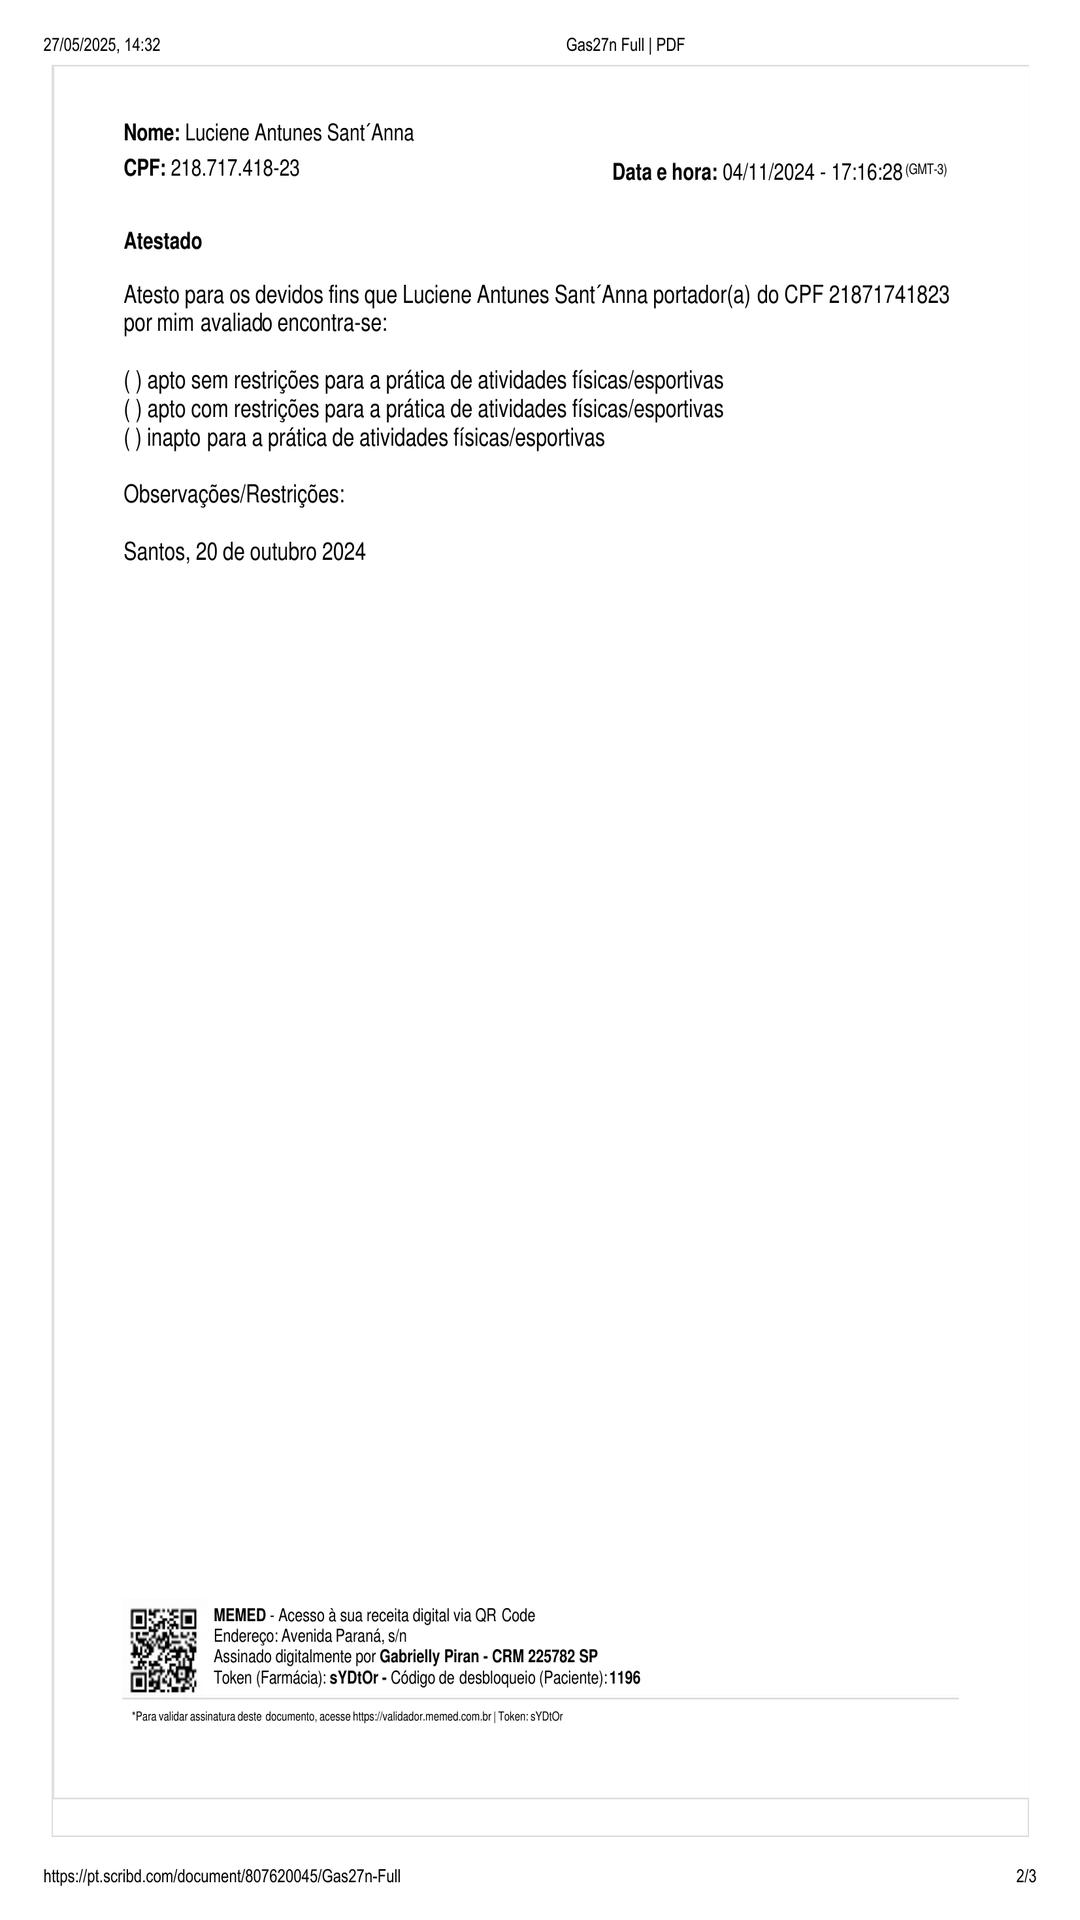 27/05/2025, 14:32 Gas27n Full | PDF
Nome: Luciene Antunes Sant´Anna
CPF: 218.717.418-23
Data e hora: 04/11/2024 - 17:16:28 (GMT-3)
Atestado
Atesto para os devidos fins que Luciene Antunes Sant´Anna portador(a) do CPF 21871741823
por mim avaliado encontra-se:
( ) apto sem restrições para a prática de atividades físicas/esportivas
( ) apto com restrições para a prática de atividades físicas/esportivas
( ) inapto para a prática de atividades físicas/esportivas
Observações/Restrições:
Santos, 20 de outubro 2024
MEMED - Acesso à sua receita digital via QR Code
Endereço: Avenida Paraná, s/n
Assinado digitalmente por Gabrielly Piran - CRM 225782 SP
Token (Farmácia): sYDtOr - Código de desbloqueio (Paciente): 1196
*Para validar assinatura deste documento, acesse https://validador.memed.com.br | Token: sYDtOr
https://pt.scribd.com/document/807620045/Gas27n-Full 2/3